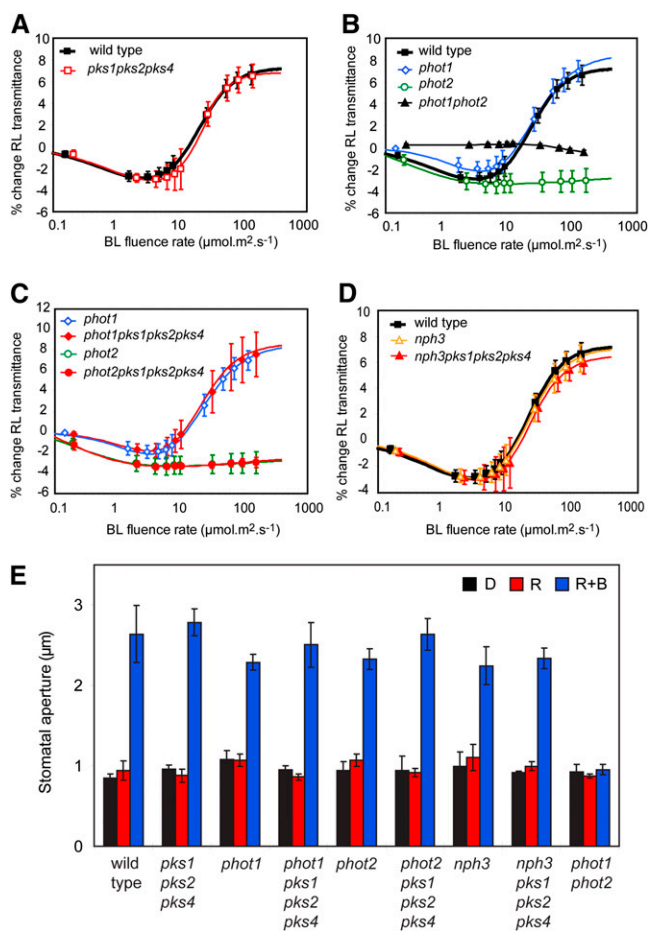 A
wild type
pks1pks2pks4
% change RL transmittance
10
8
6
4
2
0
-2
-4
-6
0.1
1
10
100
1000
BL fluence rate (µmol.m².s⁻¹)
B
wild type
phot1
phot2
phot1phot2
% change RL transmittance
10
8
6
4
2
0
-2
-4
-6
0.1
1
10
100
1000
BL fluence rate (µmol.m².s⁻¹)
C
phot1
phot1pks1pks2pks4
phot2
phot2pks1pks2pks4
% change RL transmittance
12
10
8
6
4
2
0
-2
-4
-6
0.1
1
10
100
1000
BL fluence rate (µmol.m².s⁻¹)
D
wild type
nph3
nph3pks1pks2pks4
% change RL transmittance
10
8
6
4
2
0
-2
-4
0.1
1
10
100
1000
BL fluence rate (µmol.m².s⁻¹)
E
D R R+B
Stomatal aperture (µm)
3
2
1
0
wild
type
pks1
pks2
pks4
phot1
phot1
pks1
pks2
pks4
phot2
phot2
pks1
pks2
pks4
nph3
nph3
pks1
pks2
pks4
phot1
phot2